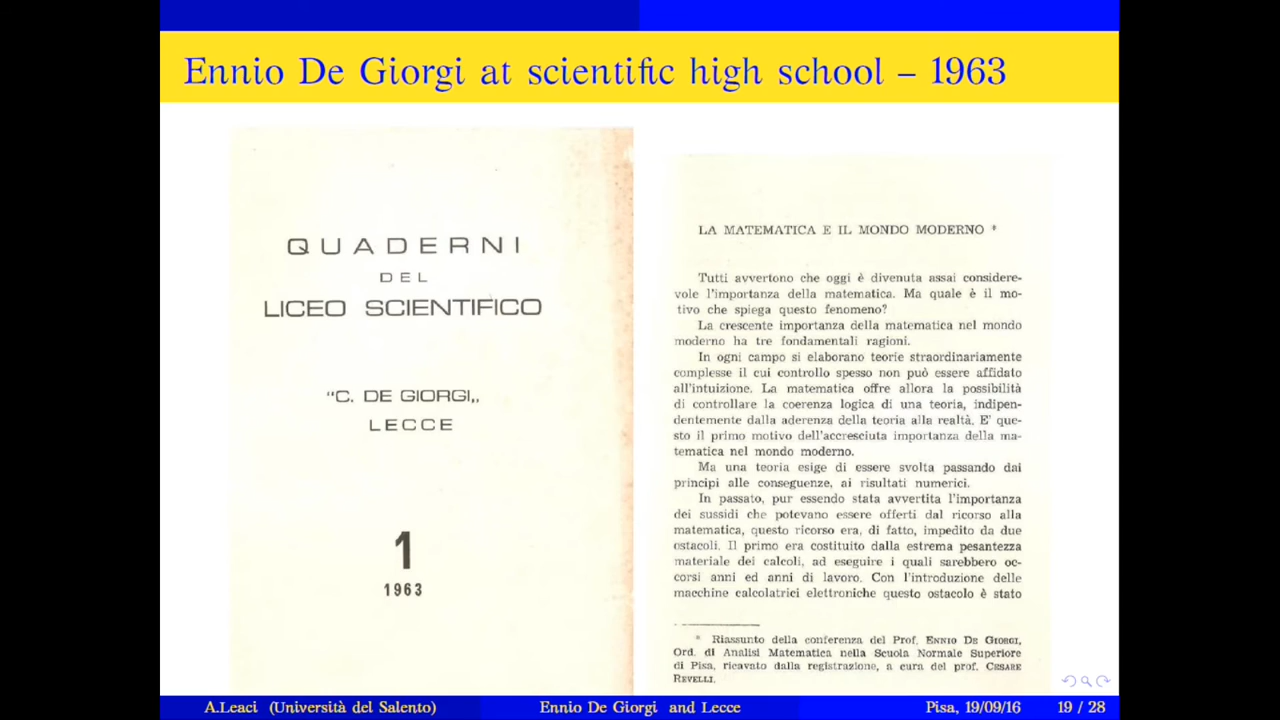 Ennio De Giorgi at scientific high school – 1963
QUADERNI
DEL
LICEO SCIENTIFICO
“C. DE GIORGI„
LECCE
1
1963
LA MATEMATICA E IL MONDO MODERNO *
Tutti avvertono che oggi è divenuta assai considere-
vole l'importanza della matematica. Ma quale è il mo-
tivo che spiega questo fenomeno?
La crescente importanza della matematica nel mondo
moderno ha tre fondamentali ragioni.
In ogni campo si elaborano teorie straordinariamente
complesse il cui controllo spesso non può essere affidato
all'intuizione. La matematica offre allora la possibilità
di controllare la coerenza logica di una teoria, indipen-
dentemente dalla aderenza della teoria alla realtà. E' que-
sto il primo motivo dell'accresciuta importanza della ma-
tematica nel mondo moderno.
Ma una teoria esige di essere svolta passando dai
principi alle conseguenze, ai risultati numerici.
In passato, pur essendo stata avvertita l'importanza
dei sussidi che potevano essere offerti dal ricorso alla
matematica, questo ricorso era, di fatto, impedito da due
ostacoli. Il primo era costituito dalla estrema pesantezza
materiale dei calcoli, ad eseguire i quali sarebbero oc-
corsi anni ed anni di lavoro. Con l'introduzione delle
macchine calcolatrici elettroniche questo ostacolo è stato
* Riassunto della conferenza del Prof. ENNIO DE GIORGI,
Ord. di Analisi Matematica nella Scuola Normale Superiore
di Pisa, ricavato dalla registrazione, a cura del prof. CESARE
REVELLI.
A.Leaci (Università del Salento) Ennio De Giorgi and Lecce Pisa, 19/09/16 19 / 28